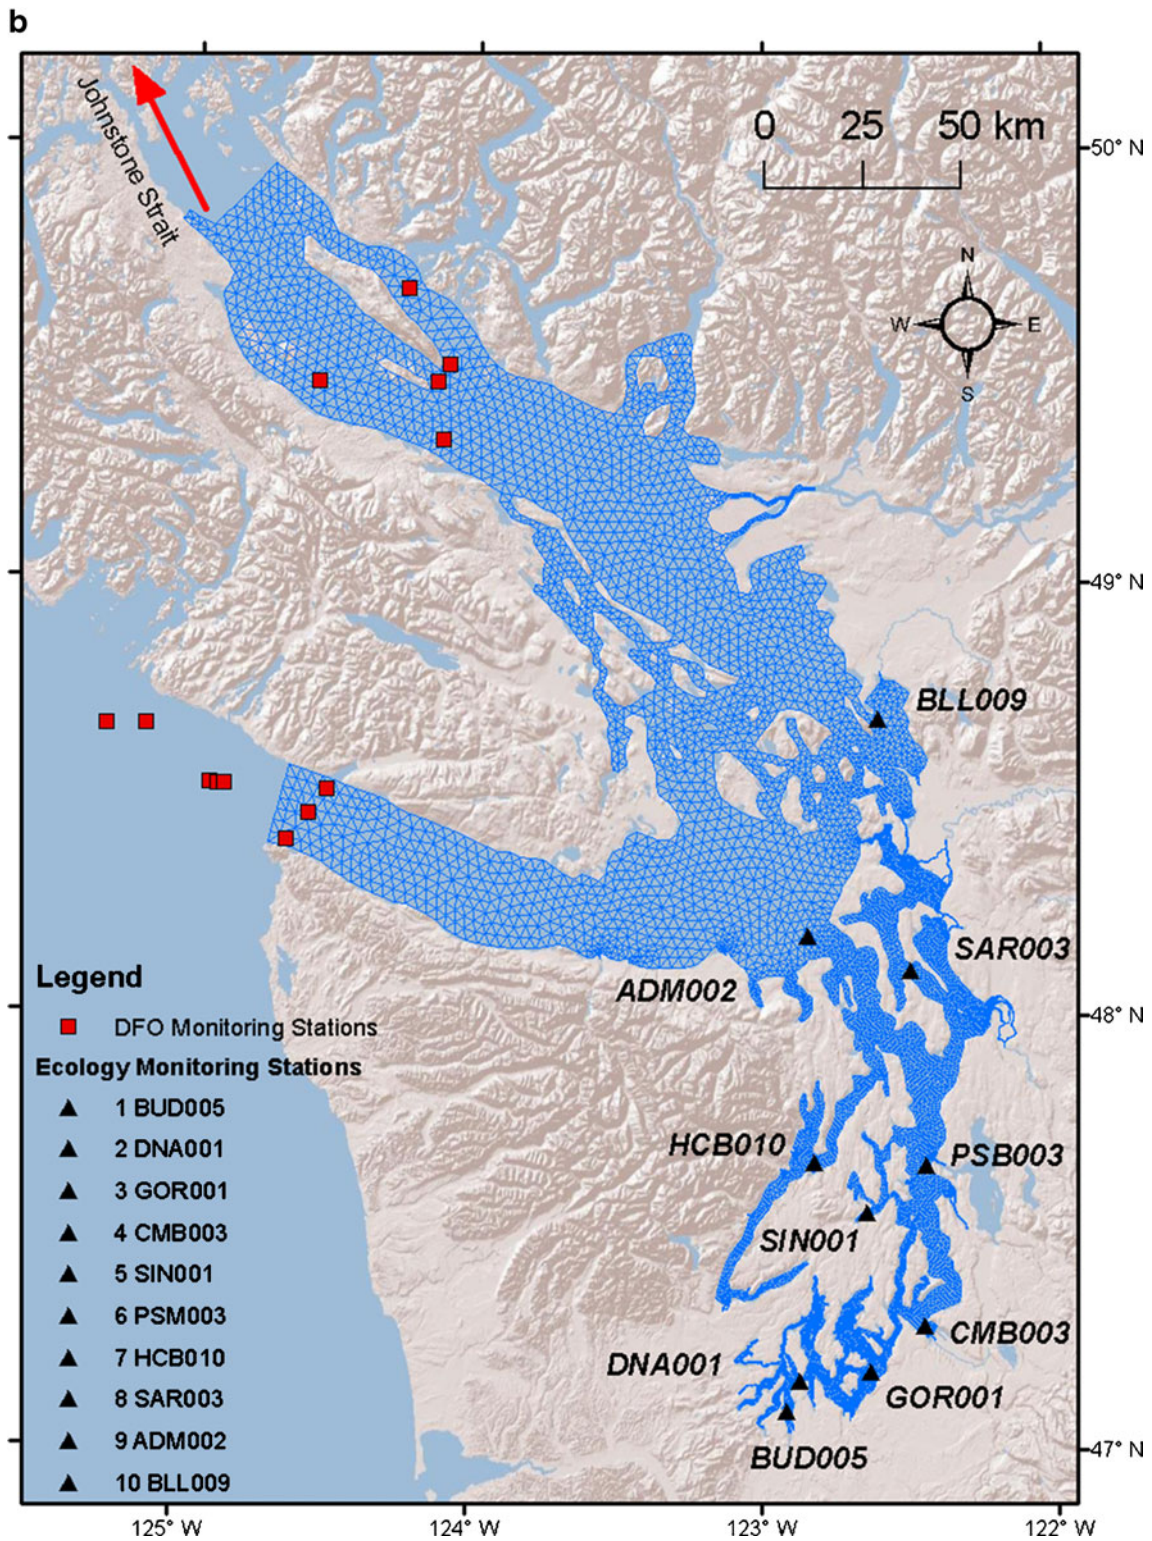 b
Johnstone Strait
0 25 50 km
50° N
N
W E
S
49° N
BLL009
SAR003
ADM002
48° N
Legend
DFO Monitoring Stations
Ecology Monitoring Stations
1 BUD005
2 DNA001
3 GOR001
4 CMB003
5 SIN001
6 PSM003
7 HCB010
8 SAR003
9 ADM002
10 BLL009
HCB010
PSB003
SIN001
CMB003
DNA001
GOR001
BUD005
47° N
125° W 124° W 123° W 122° W